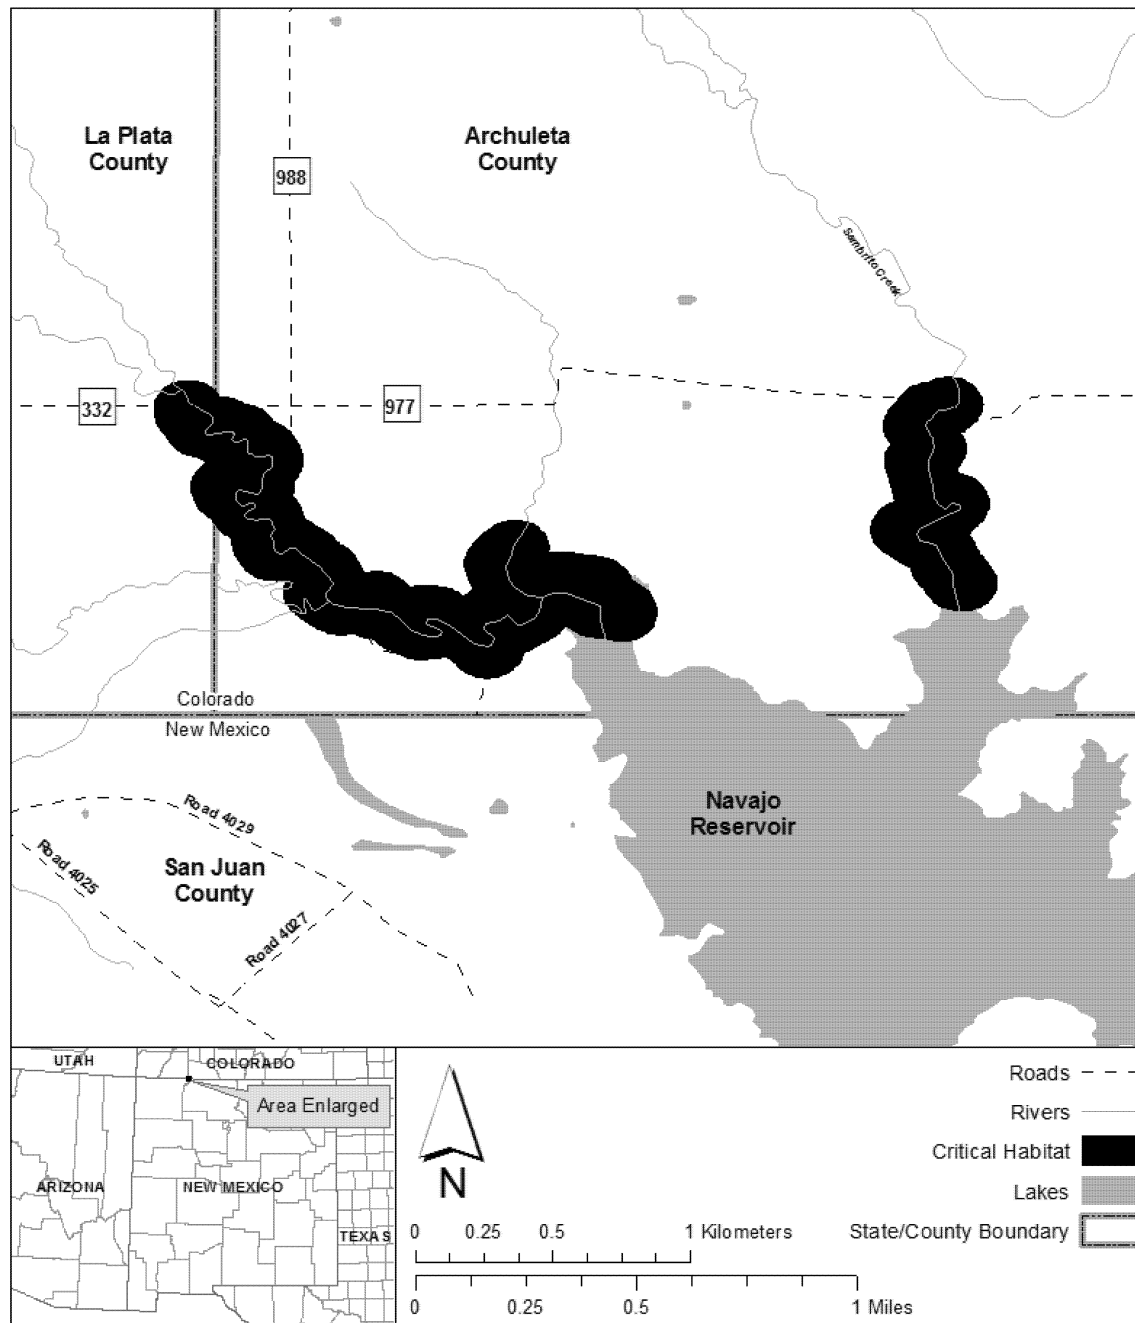 La Plata
County
Archuleta
County
988
Sambrito Creek
332
977
Colorado
New Mexico
Navajo
Reservoir
Road 4029
Road 4025
San Juan
County
Road 4027
UTAH
COLORADO
Area Enlarged
ARIZONA
NEW MEXICO
TEXAS
N
Roads
Rivers
Critical Habitat
Lakes
State/County Boundary
0 0.25 0.5 1 Kilometers
0 0.25 0.5 1 Miles